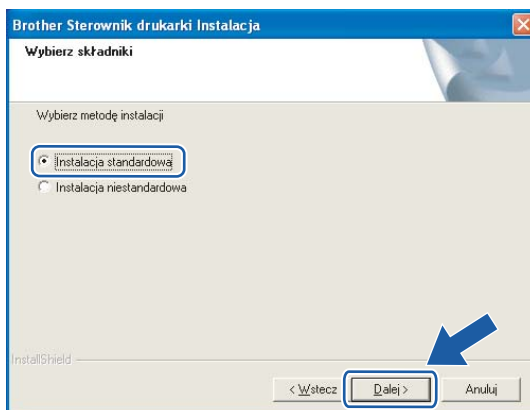 Brother Sterownik drukarki Instalacja
Wybierz składniki
Wybierz metodę instalacji
Instalacja standardowa
Instalacja niestandardowa
InstallShield
< Wstecz Dalej > Anuluj